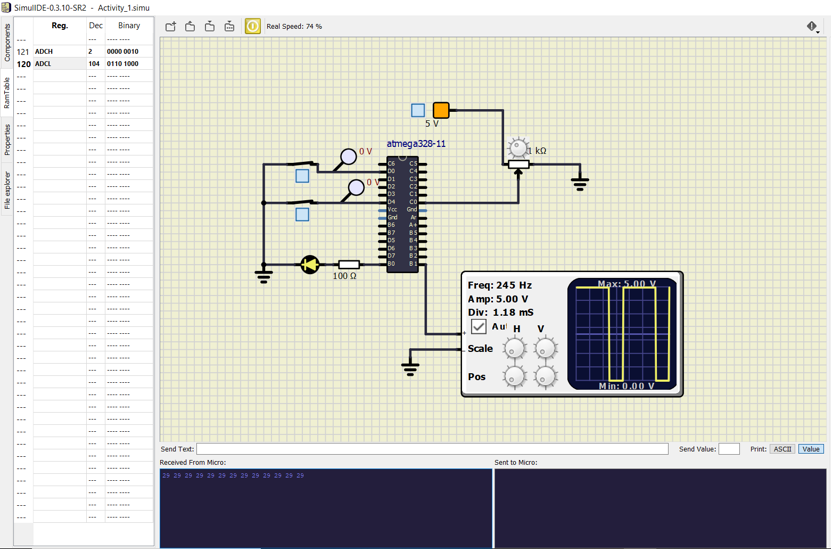 SimulIDE-0.3.10-SR2 - Activity_1.simu
Components
RamTable
Properties
File explorer
Reg. Dec Binary
--- --- ---- ----
121 ADCH 2 0000 0010
120 ADCL 104 0110 1000
--- --- ---- ----
Real Speed: 74 %
5 V
atmega328-11
0 V
0 V
1 kΩ
C6 C5
D0 C4
D1 C3
D2 C2
D3 C1
D4 C0
Vcc Gnd
Gnd Ar
B6 A+
B7 B5
D5 B4
D6 B3
D7 B2
B0 B1
100 Ω
Freq: 245 Hz
Amp: 5.00 V
Div: 1.18 mS
Au H V
+
-
Scale
Pos
Max: 5.00 V
Min: 0.00 V
Send Text: Send Value: Print: ASCII Value
Received From Micro: Sent to Micro:
29 29 29 29 29 29 29 29 29 29 29 29 29